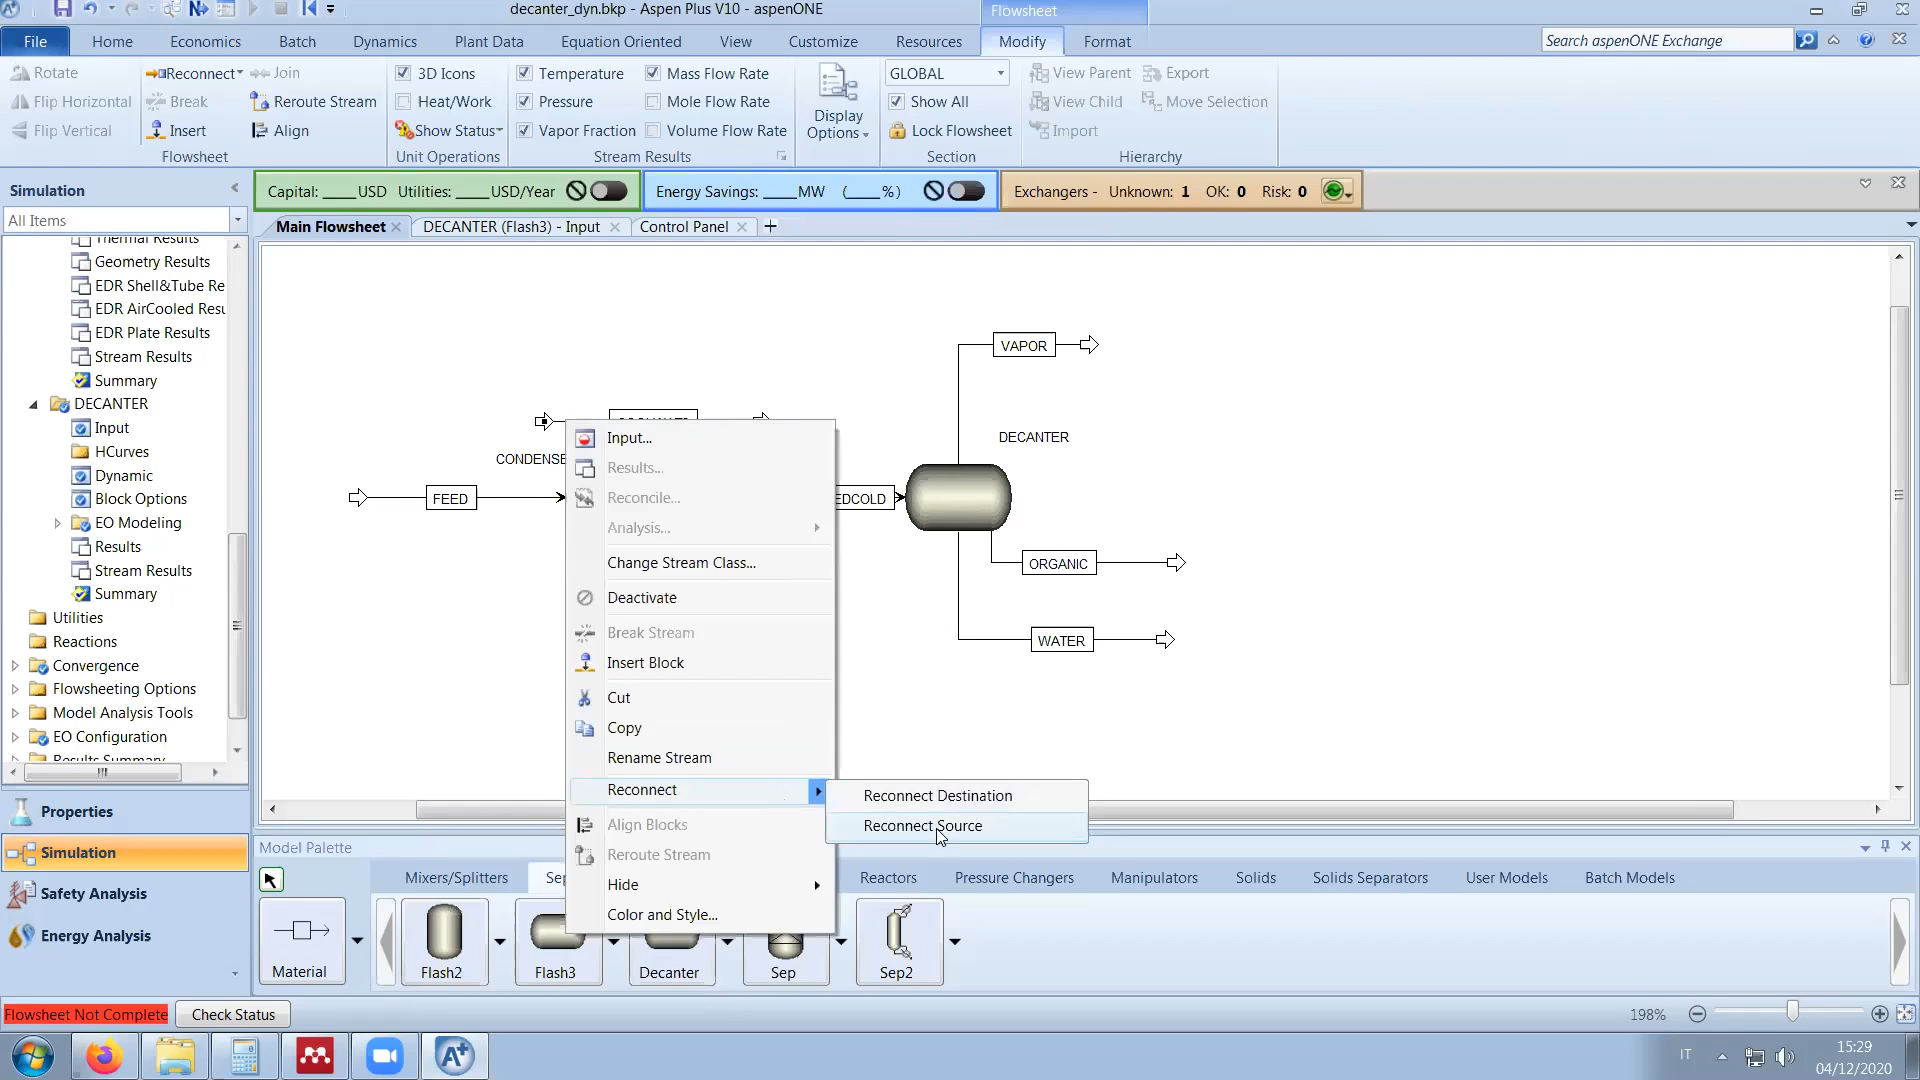 decanter_dyn.bkp - Aspen Plus V10 - aspenONE
Flowsheet
File Home Economics Batch Dynamics Plant Data Equation Oriented View Customize Resources Modify Format
Search aspenONE Exchange
Rotate
Flip Horizontal
Flip Vertical
Reconnect
Break
Insert
Join
Reroute Stream
Align
Flowsheet
3D Icons
Heat/Work
Show Status
Unit Operations
Temperature
Pressure
Vapor Fraction
Mass Flow Rate
Mole Flow Rate
Volume Flow Rate
Stream Results
Display
Options
GLOBAL
Show All
Lock Flowsheet
Section
View Parent
View Child
Import
Export
Move Selection
Hierarchy
Simulation
All Items
Capital: ____USD Utilities: ____USD/Year
Energy Savings: ____MW (____%)
Exchangers - Unknown: 1 OK: 0 Risk: 0
Main Flowsheet
DECANTER (Flash3) - Input
Control Panel
Thermal Results
Geometry Results
EDR Shell&Tube Re
EDR AirCooled Resu
EDR Plate Results
Stream Results
Summary
DECANTER
Input
HCurves
Dynamic
Block Options
EO Modeling
Results
Stream Results
Summary
Utilities
Reactions
Convergence
Flowsheeting Options
Model Analysis Tools
EO Configuration
Results Summary
Properties
Simulation
Safety Analysis
Energy Analysis
VAPOR
DECANTER
CONDENSE
FEED
EDCOLD
ORGANIC
WATER
Input...
Results...
Reconcile...
Analysis...
Change Stream Class...
Deactivate
Break Stream
Insert Block
Cut
Copy
Rename Stream
Reconnect
Align Blocks
Reroute Stream
Hide
Color and Style...
Reconnect Destination
Reconnect Source
Model Palette
Mixers/Splitters Sep Reactors Pressure Changers Manipulators Solids Solids Separators User Models Batch Models
Material
Flash2
Flash3
Decanter
Sep
Sep2
Flowsheet Not Complete
Check Status
198%
IT
15:29
04/12/2020